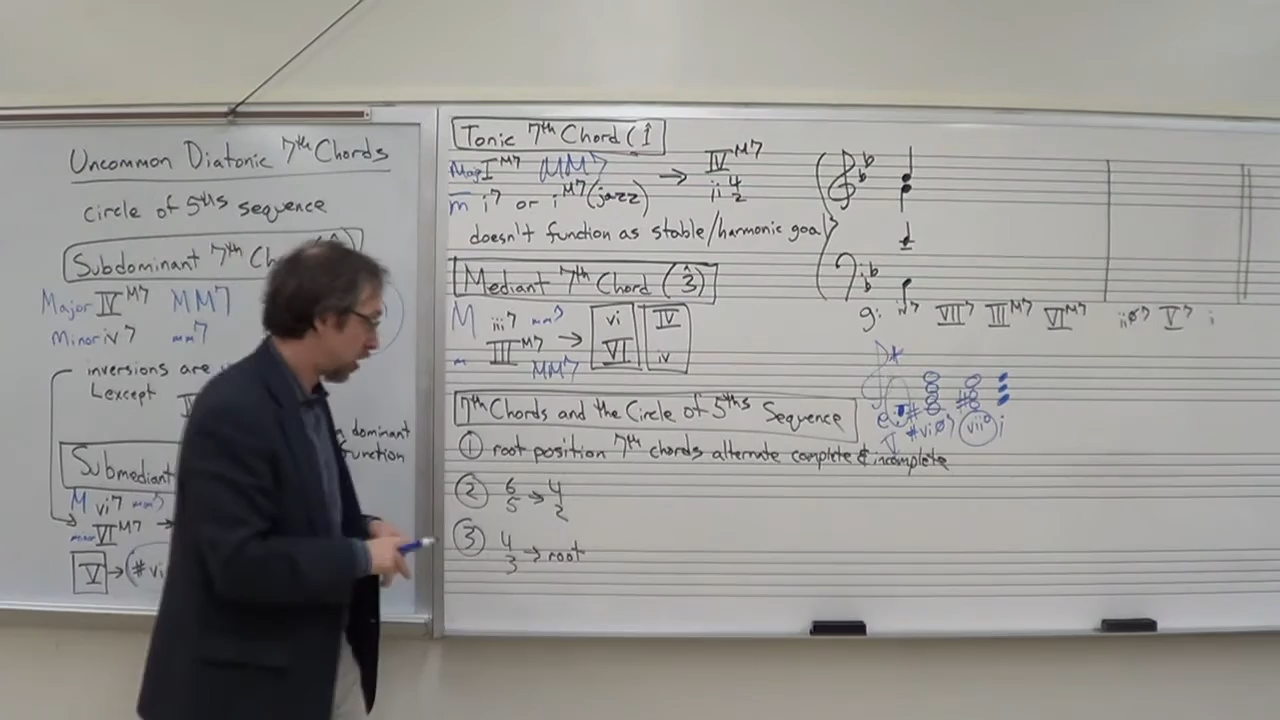 Uncommon Diatonic 7th Chords
circle of 5ths sequence
Subdominant 7th Ch
Major IV M7 MM7
Minor iv7 mm7
inversions are
Lexcept
dominant
function
Submediant
M vi7 mm7
minor VI M7 →
V → #vi
Tonic 7th Chord (1̂
Maj I M7 MM7 → IV M7
m i7 or i M7 (jazz) ii 4 2
doesn't function as stable/harmonic goal
Mediant 7th Chord (3̂)
M iii7 mm7 → vi IV
m III M7 MM7 VI iv
7th Chords and the Circle of 5ths Sequence
① root position 7th chords alternate complete & incomplete
② 6 5 → 4 2
③ 4 3 → root
g: iv7 VII7 III M7 VI M7 iiø7 V7 i
e:
V #viø7 viio i